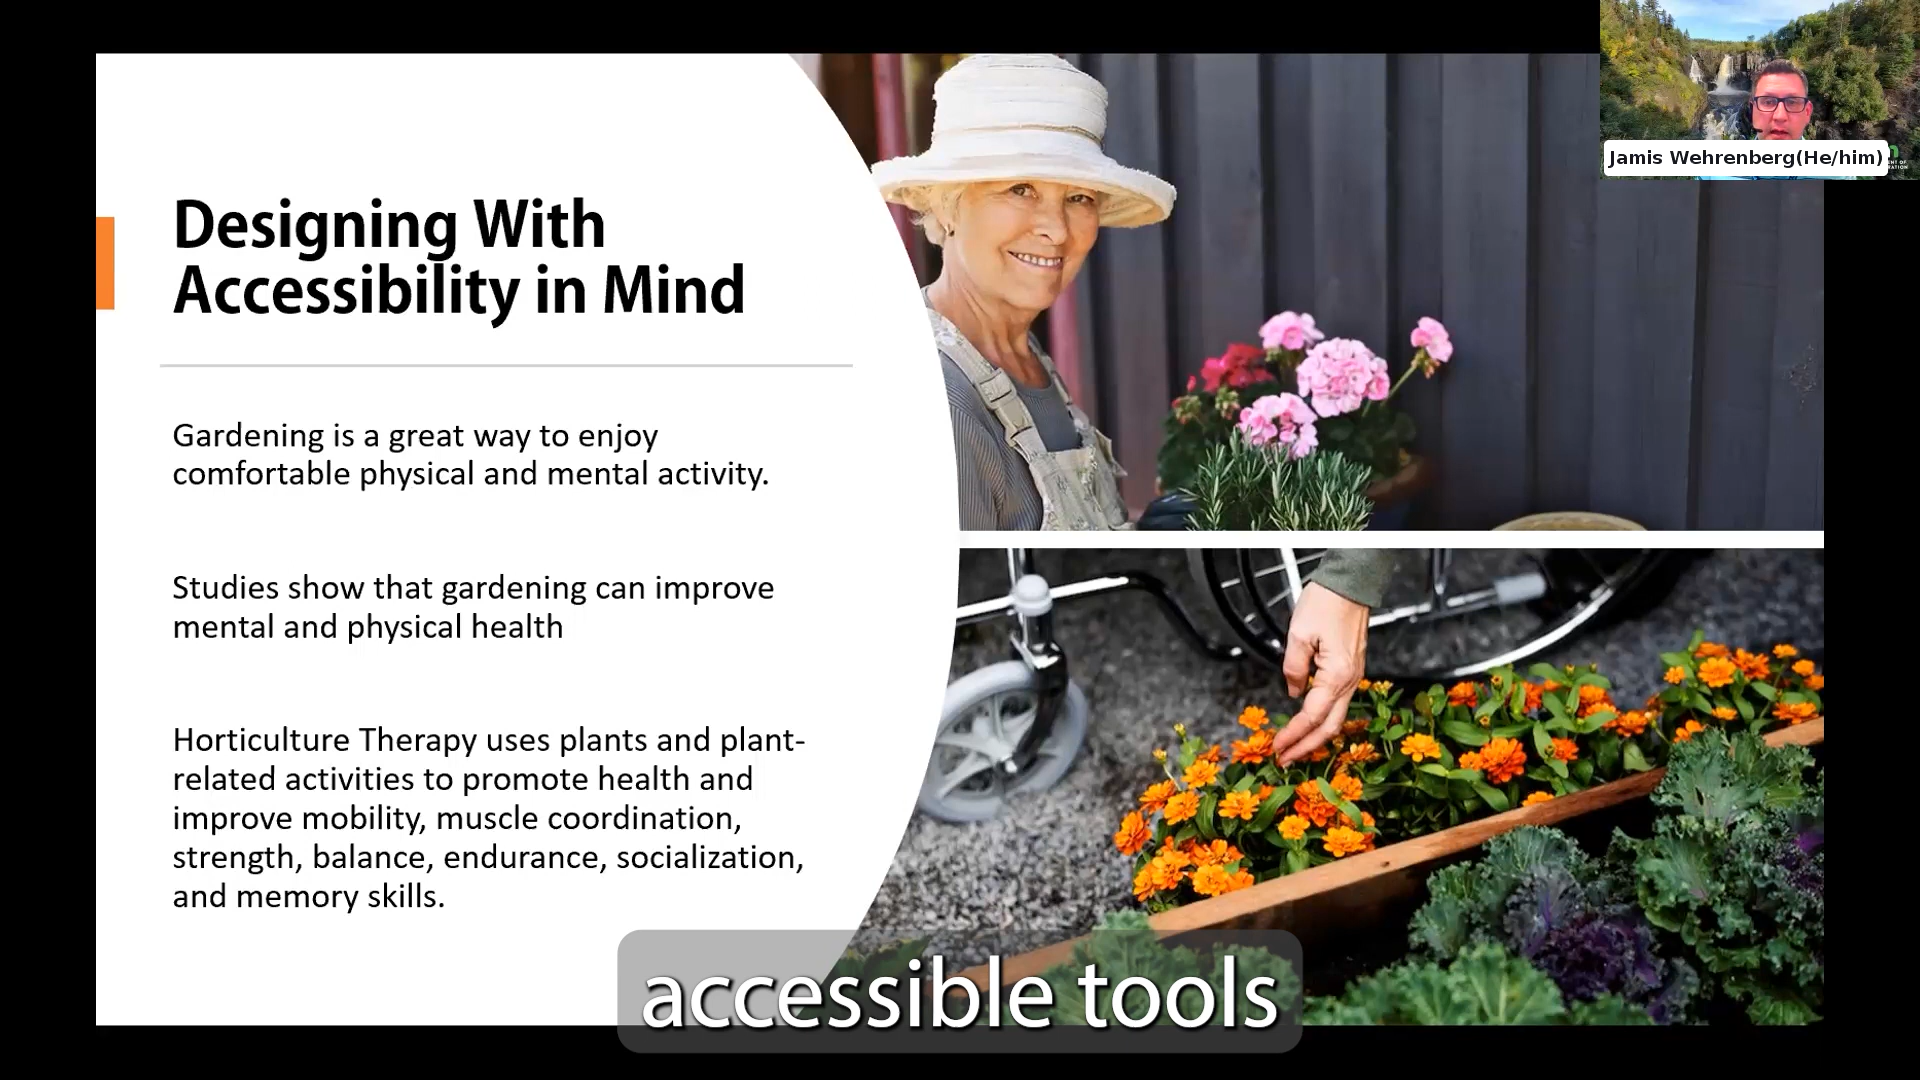 Jamis Wehrenberg(He/him)
Designing With
Accessibility in Mind
Gardening is a great way to enjoy
comfortable physical and mental activity.
Studies show that gardening can improve
mental and physical health
Horticulture Therapy uses plants and plant-
related activities to promote health and
improve mobility, muscle coordination,
strength, balance, endurance, socialization,
and memory skills.
accessible tools